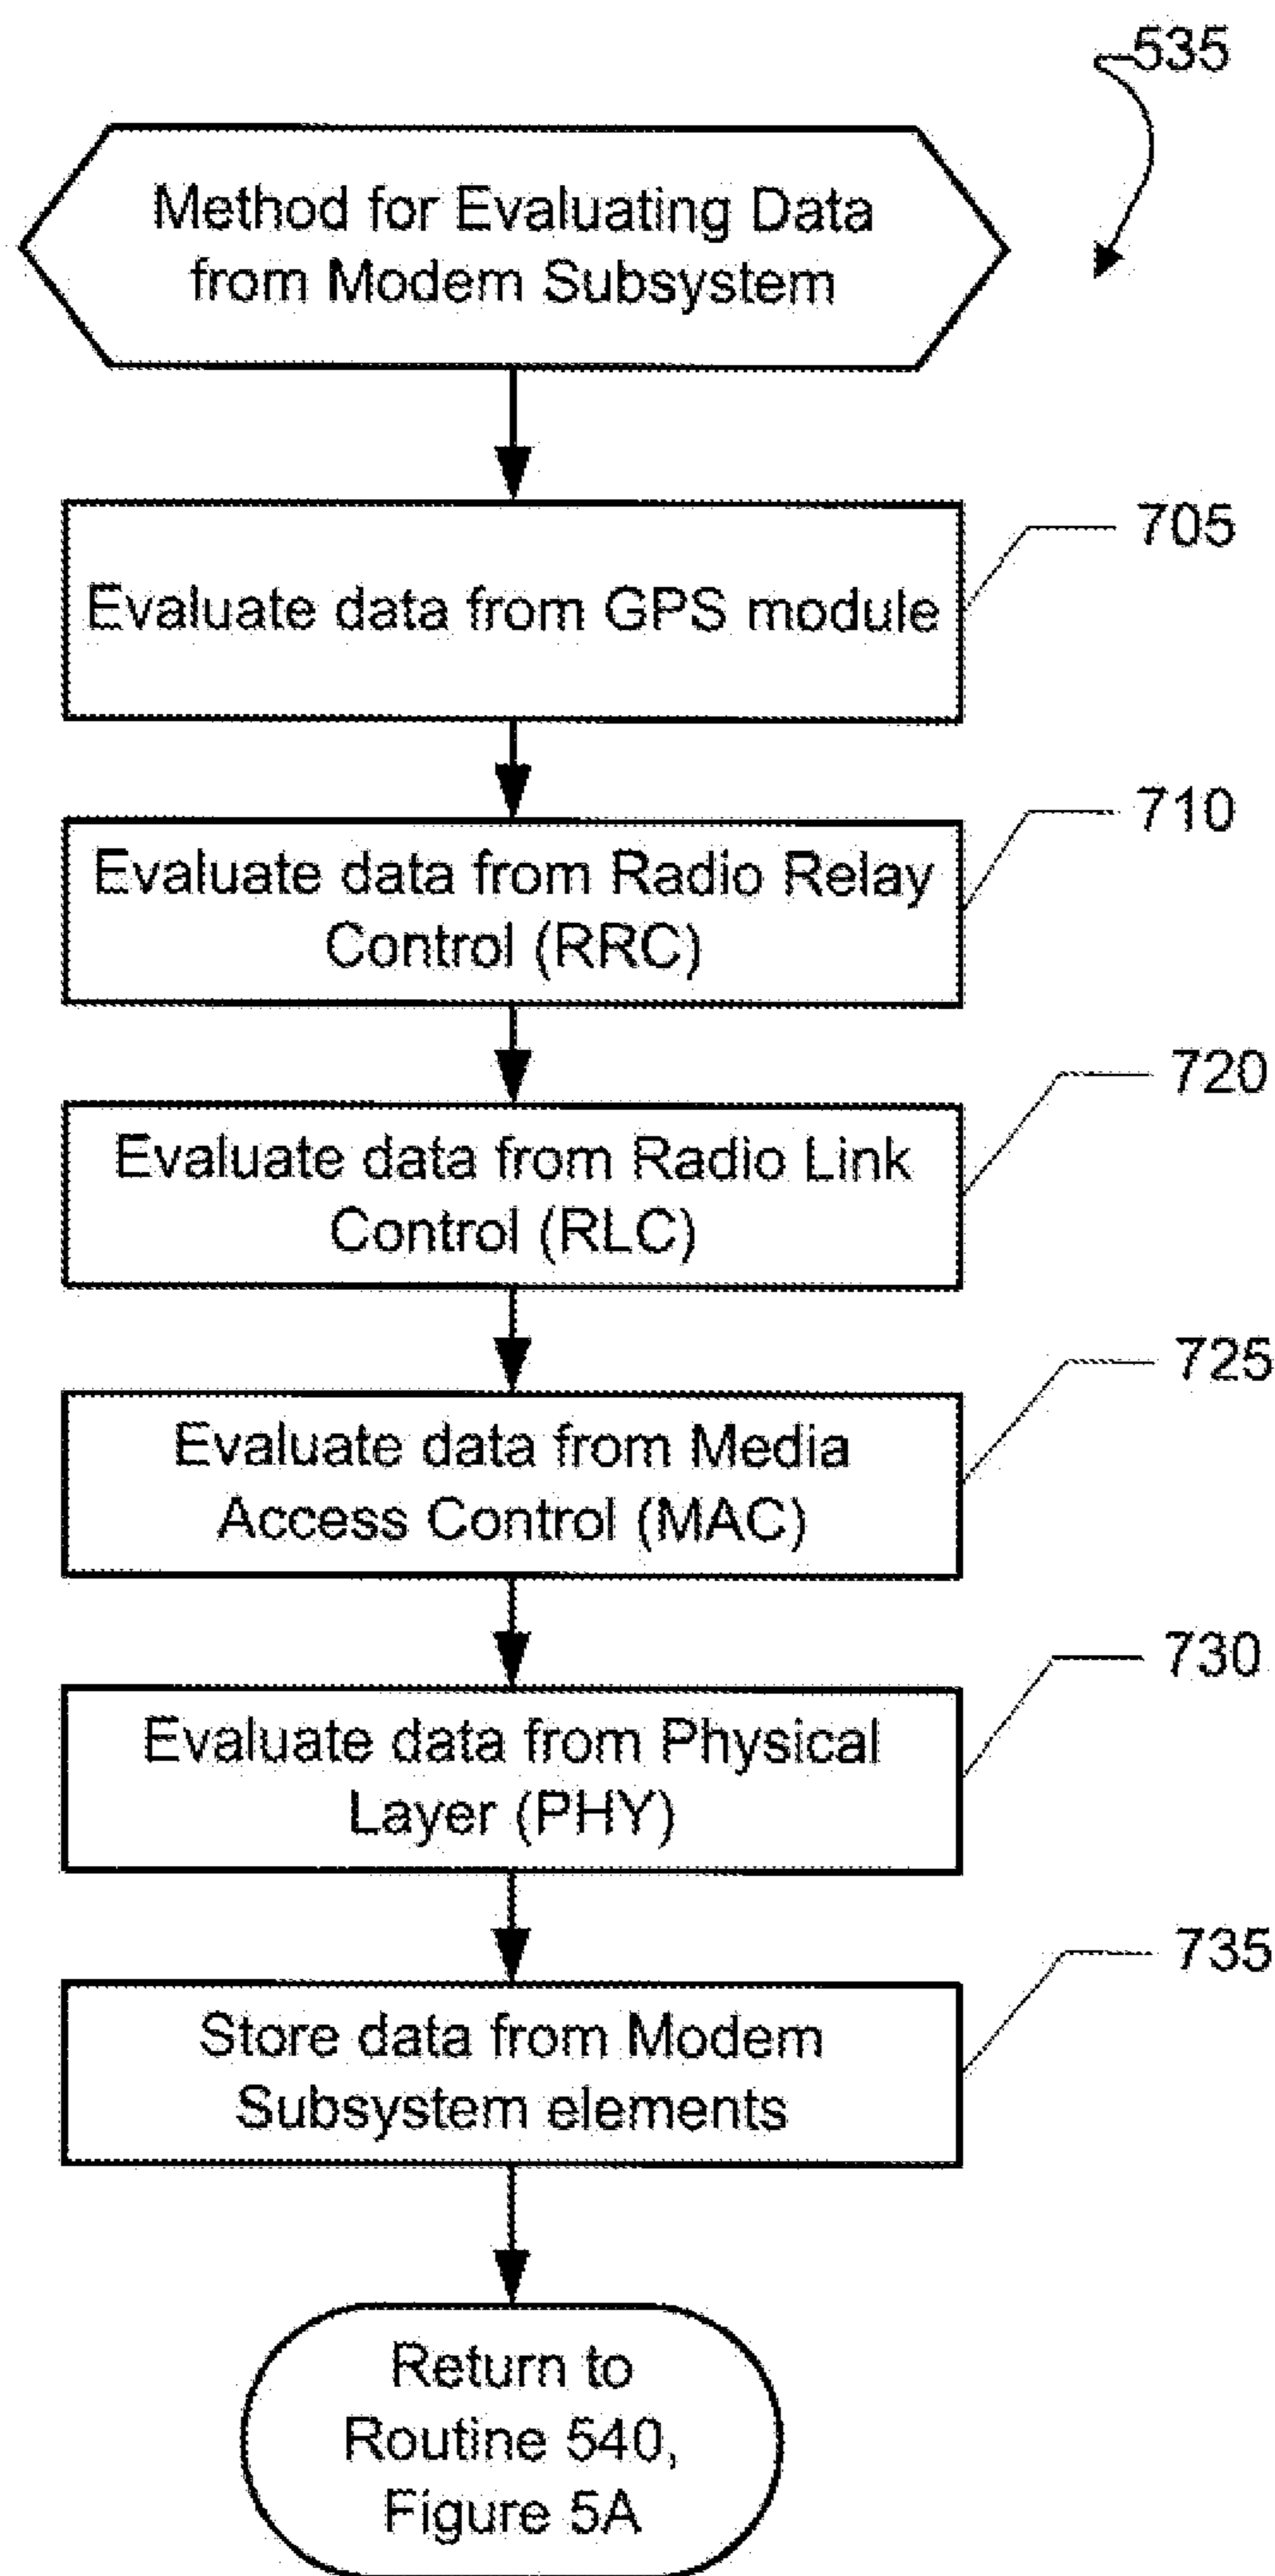 535
Method for Evaluating Data
from Modem Subsystem
705
Evaluate data from GPS module
710
Evaluate data from Radio Relay
Control (RRC)
720
Evaluate data from Radio Link
Control (RLC)
725
Evaluate data from Media
Access Control (MAC)
730
Evaluate data from Physical
Layer (PHY)
735
Store data from Modem
Subsystem elements
Return to
Routine 540,
Figure 5A